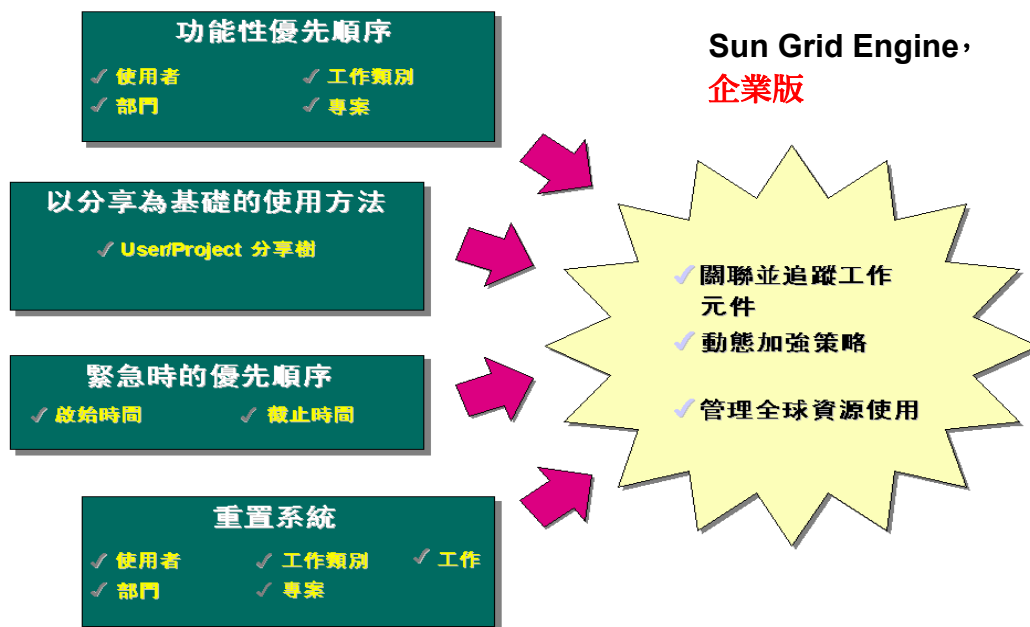 功能性優先順序
使用者
工作類別
部門
專案
以分享為基礎的使用方法
User/Project 分享樹
緊急時的優先順序
啟始時間
截止時間
重置系統
使用者
工作類別
工作
部門
專案
Sun Grid Engine，
企業版
關聯並追蹤工作
元件
動態加強策略
管理全球資源使用